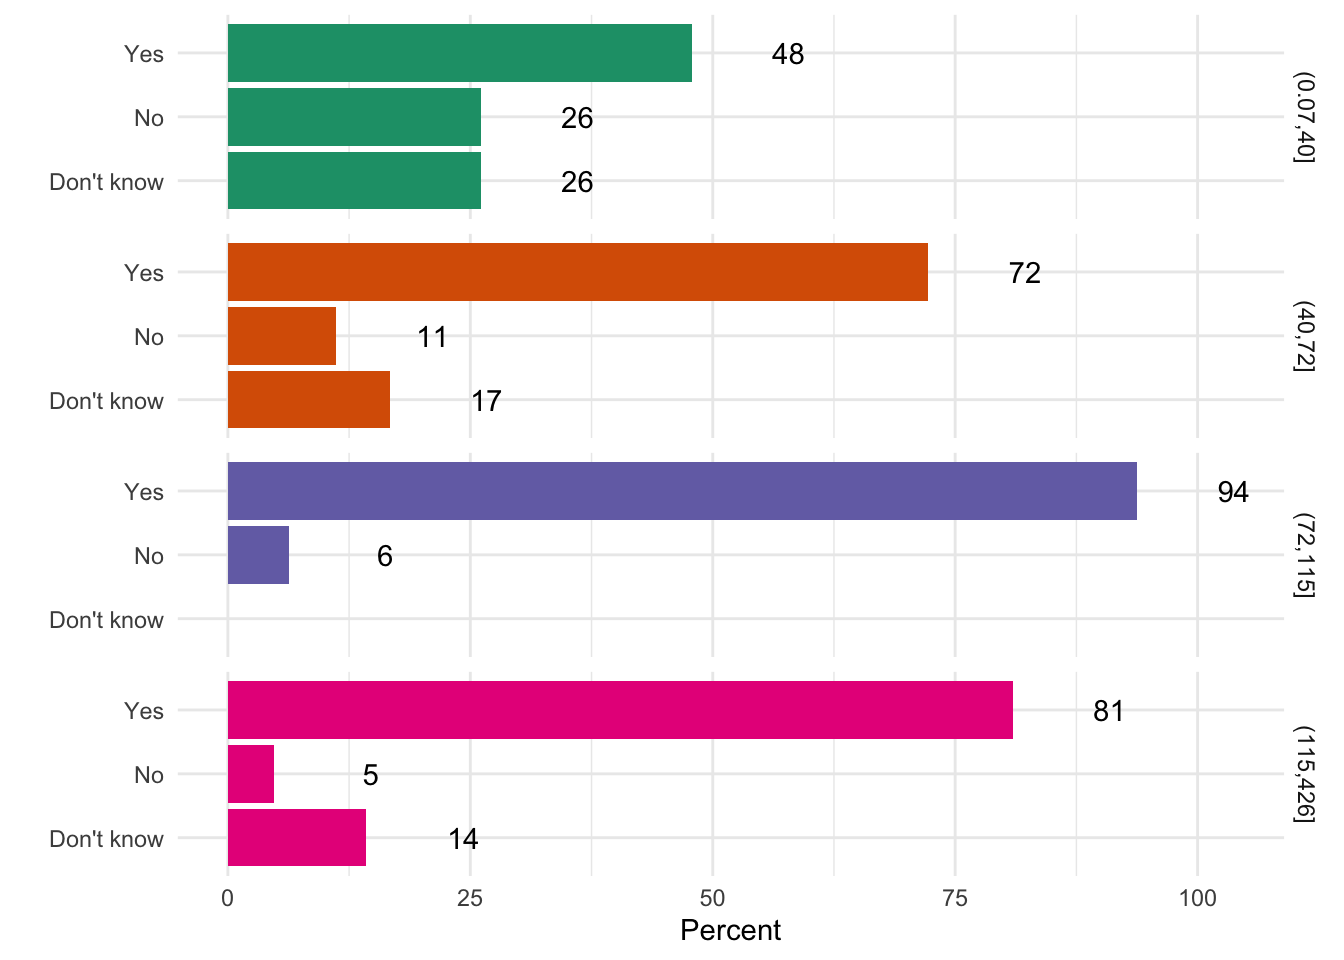 Yes
48
No
26
Don't know
26
(0.07,40]
Yes
72
No
11
Don't know
17
(40,72]
Yes
94
No
6
Don't know
(72,115]
Yes
81
No
5
Don't know
14
(115,426]
0 25 50 75 100
Percent